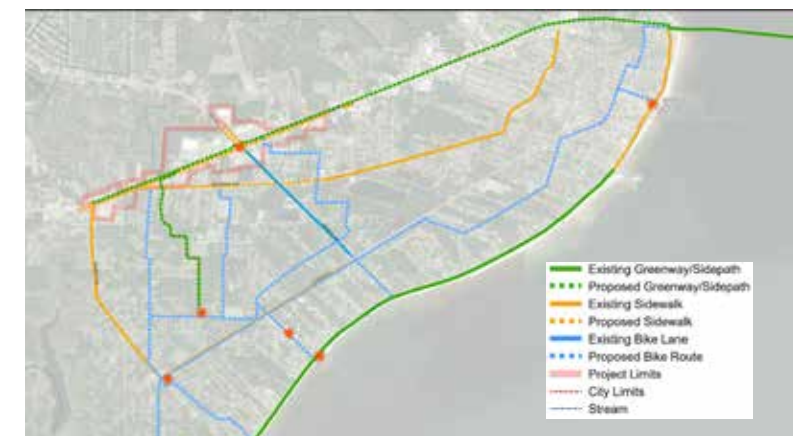 Existing Greenway/Sidepath
Proposed Greenway/Sidepath
Existing Sidewalk
Proposed Sidewalk
Existing Bike Lane
Proposed Bike Route
Project Limits
City Limits
Stream